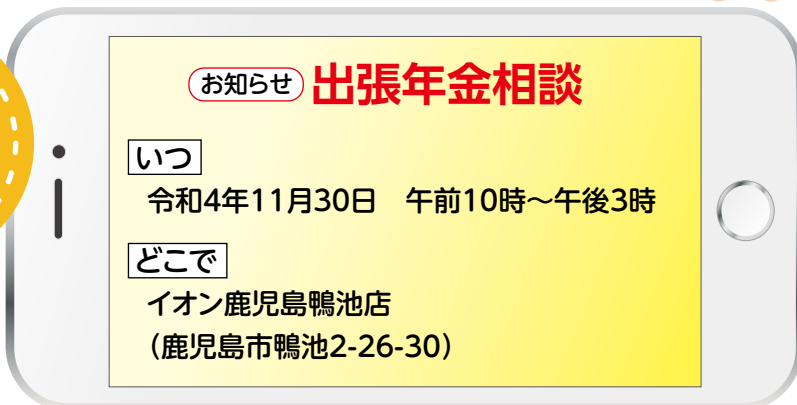 お知らせ 出張年金相談
いつ
令和4年11月30日　午前10時～午後3時
どこで
イオン鹿児島鴨池店
（鹿児島市鴨池2-26-30）